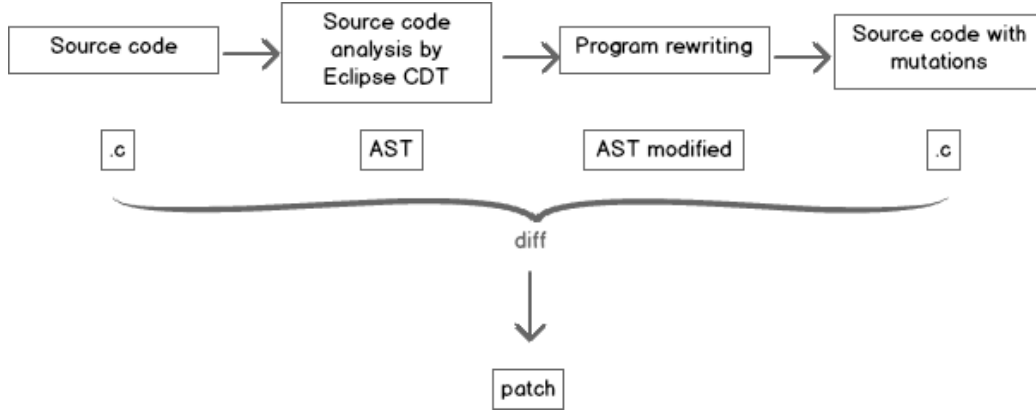 Source code
Source code
analysis by
Eclipse CDT
Program rewriting
Source code with
mutations
.c
AST
AST modified
.c
diff
patch